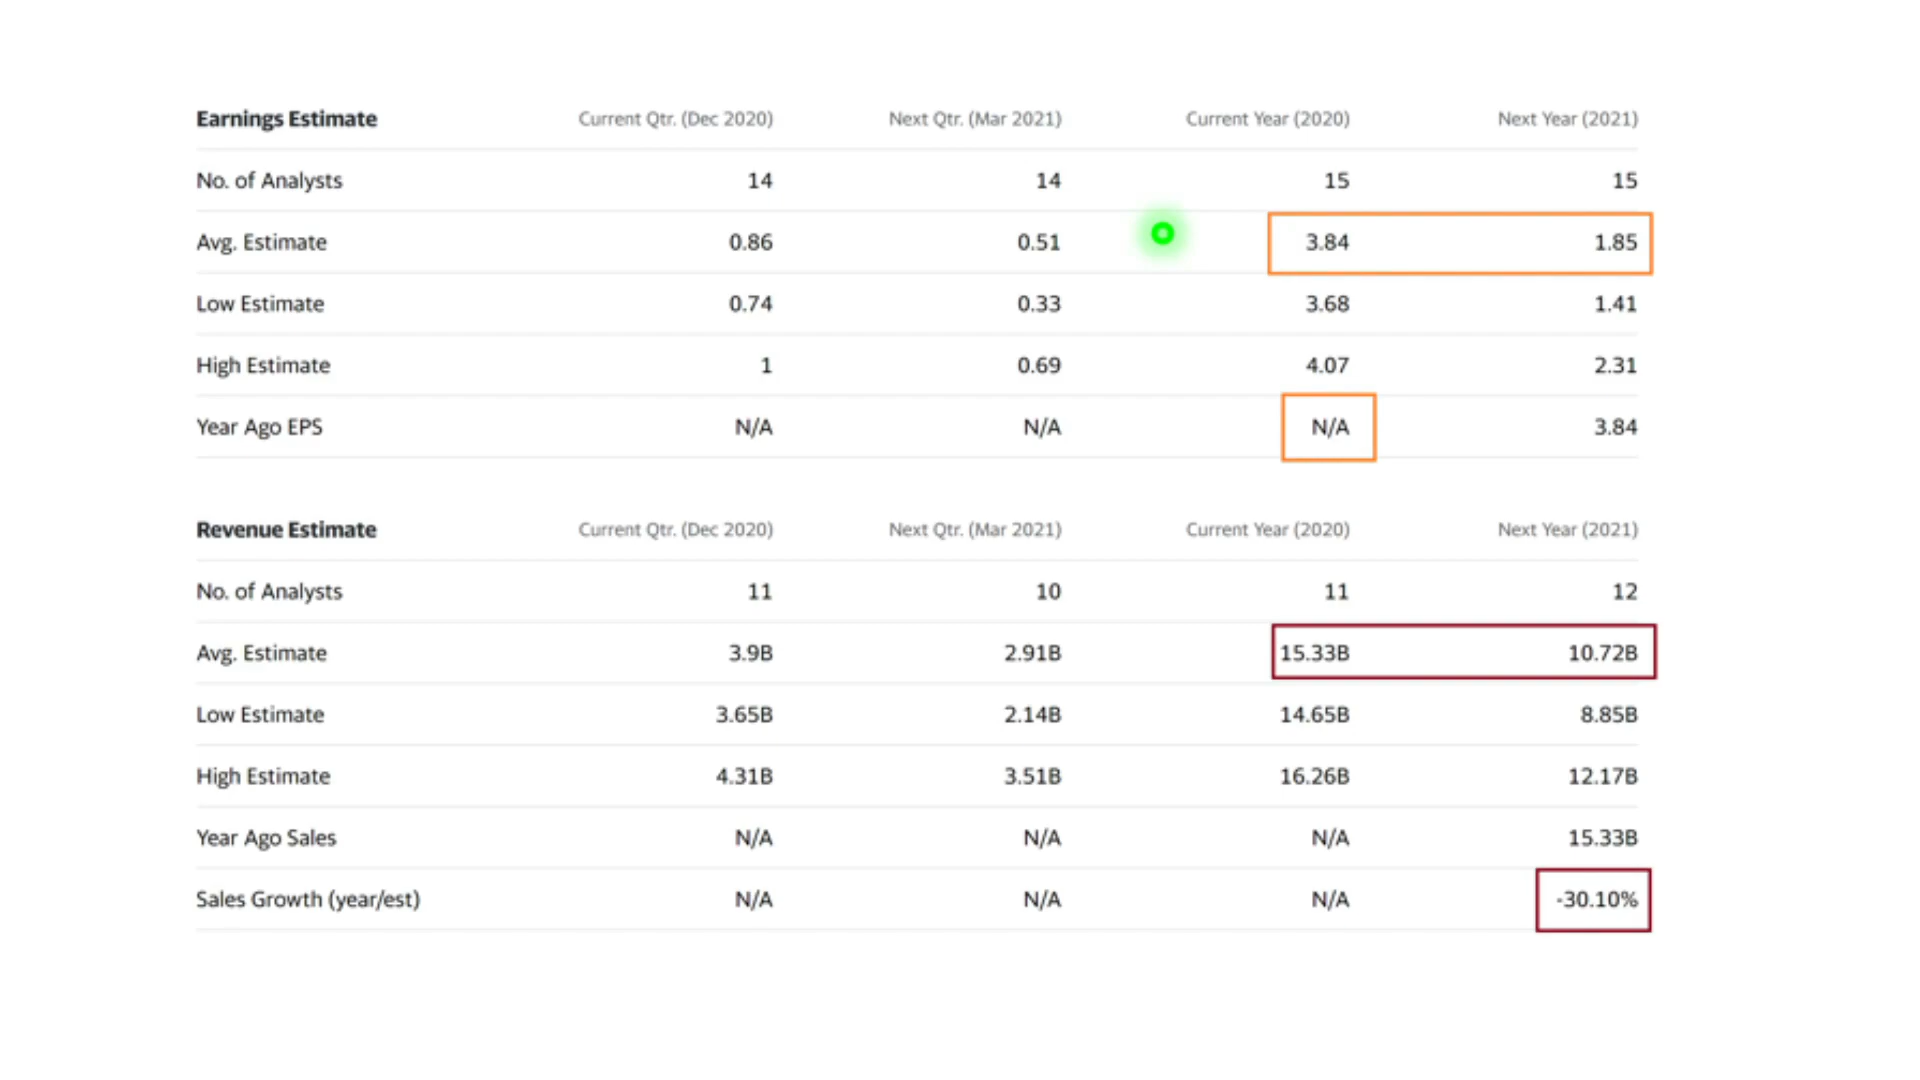 Earnings Estimate Current Qtr. (Dec 2020) Next Qtr. (Mar 2021) Current Year (2020) Next Year (2021)
No. of Analysts 14 14 15 15
Avg. Estimate 0.86 0.51 3.84 1.85
Low Estimate 0.74 0.33 3.68 1.41
High Estimate 1 0.69 4.07 2.31
Year Ago EPS N/A N/A N/A 3.84
Revenue Estimate Current Qtr. (Dec 2020) Next Qtr. (Mar 2021) Current Year (2020) Next Year (2021)
No. of Analysts 11 10 11 12
Avg. Estimate 3.9B 2.91B 15.33B 10.72B
Low Estimate 3.65B 2.14B 14.65B 8.85B
High Estimate 4.31B 3.51B 16.26B 12.17B
Year Ago Sales N/A N/A N/A 15.33B
Sales Growth (year/est) N/A N/A N/A -30.10%